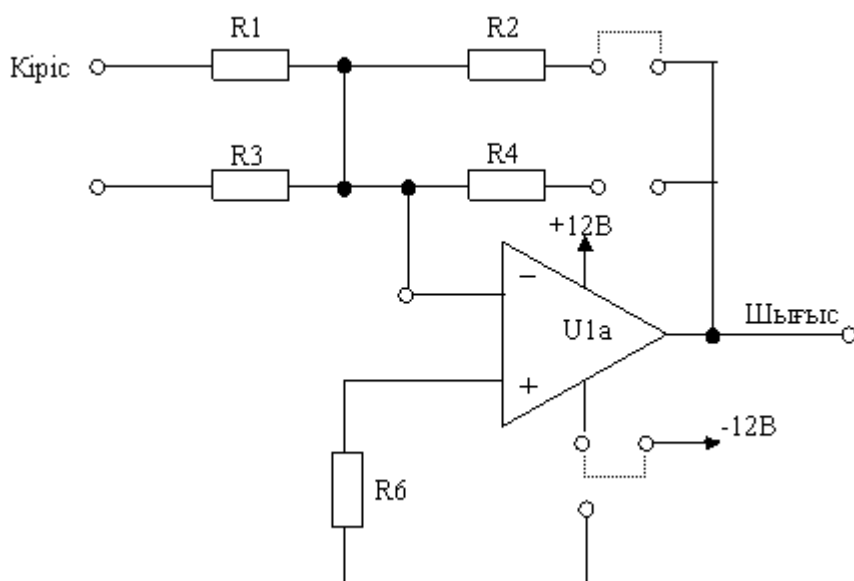 R1
R2
Кіріс
R3
R4
+12В
−
U1a
Шығыс
+
-12В
R6